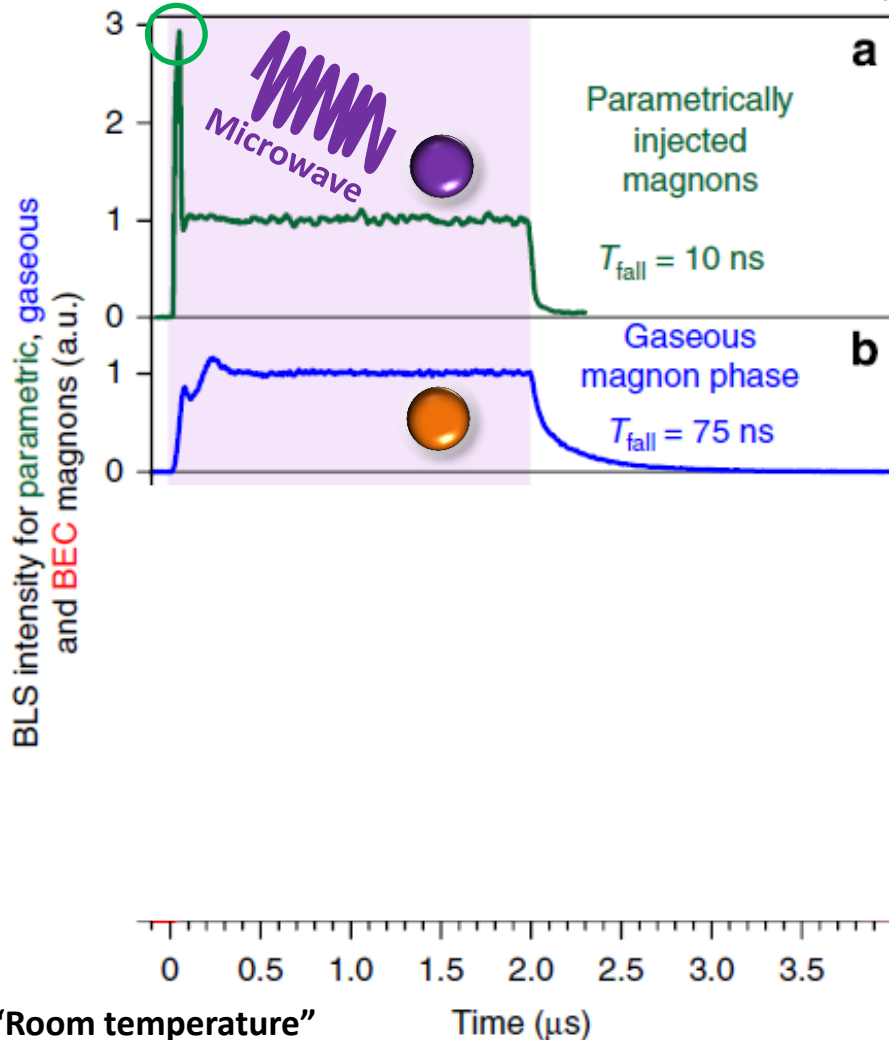 3
a
Microwave
Parametrically
injected
magnons
2
1
T_fall = 10 ns
0
Gaseous
magnon phase
b
1
T_fall = 75 ns
0
BLS intensity for parametric, gaseous
and BEC magnons (a.u.)
0 0.5 1.0 1.5 2.0 2.5 3.0 3.5
"Room temperature"
Time (μs)